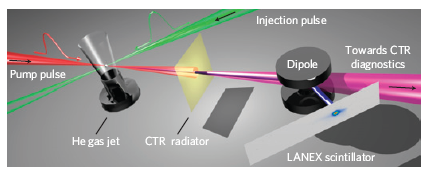 Injection pulse
Pump pulse
Dipole
Towards CTR
diagnostics
He gas jet
CTR radiator
LANEX scintillator